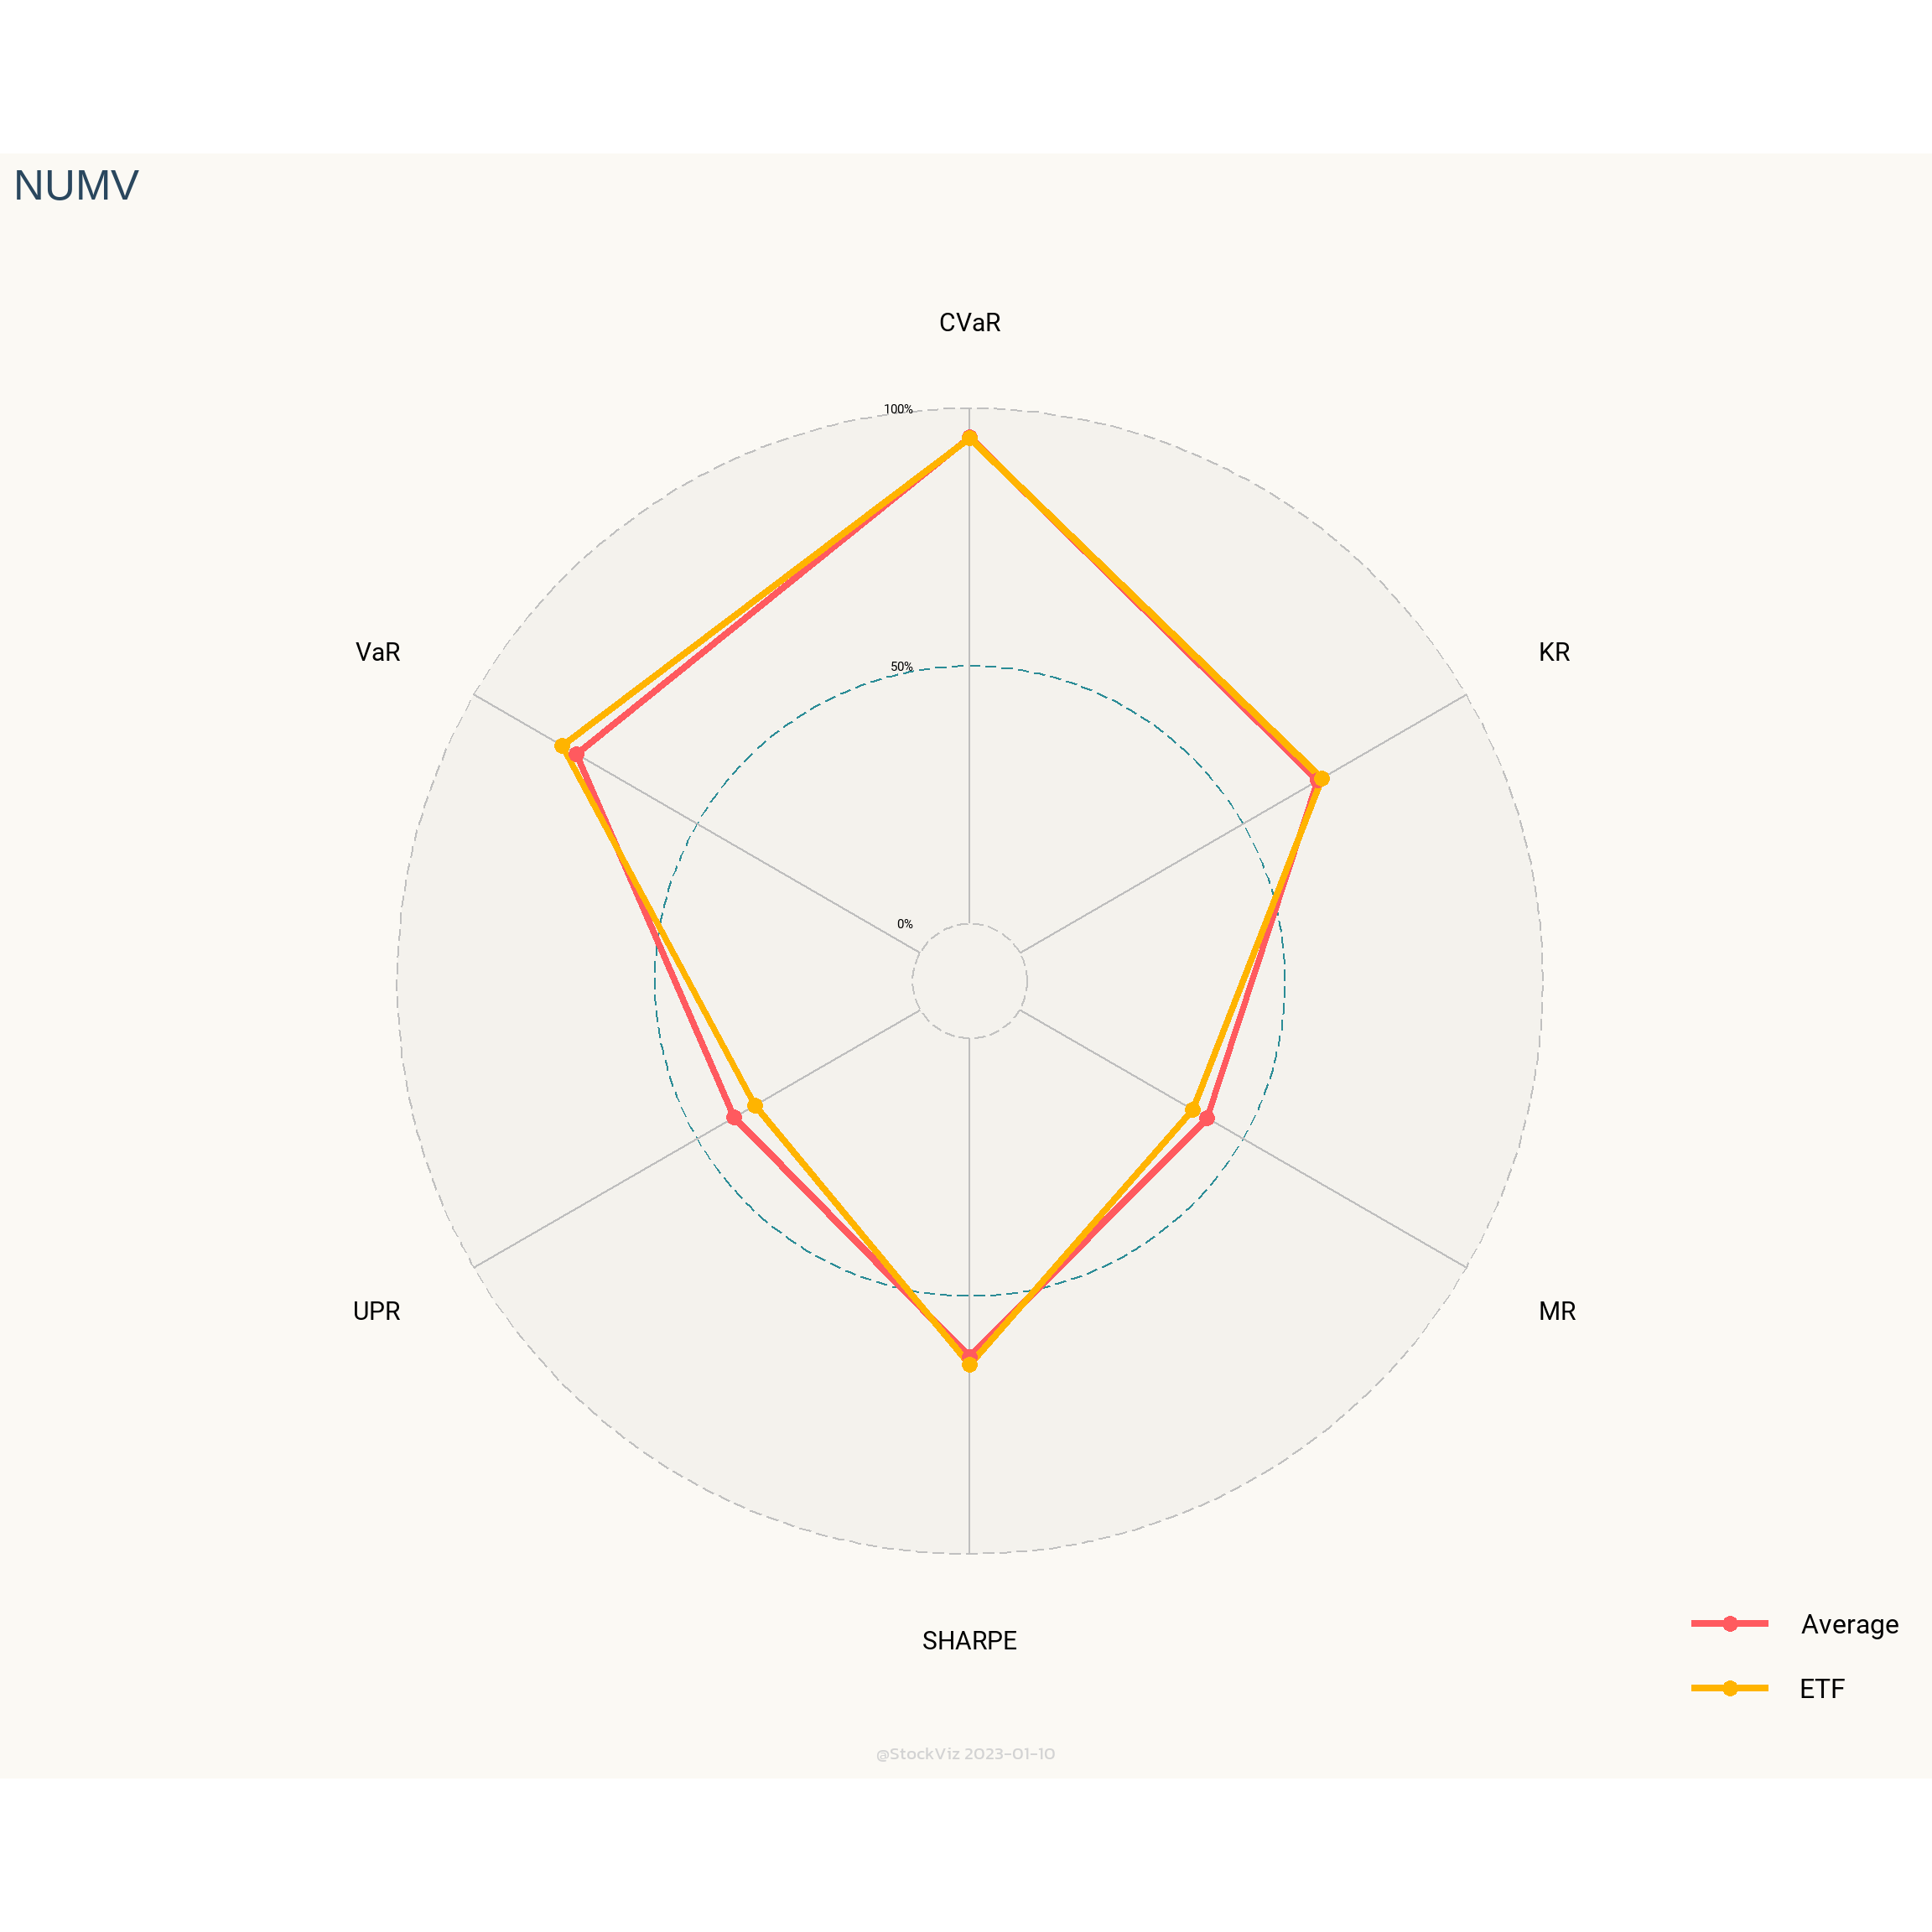 NUMV
CVaR
100%
VaR
KR
50%
0%
UPR
MR
SHARPE
Average
ETF
@StockViz 2023-01-10